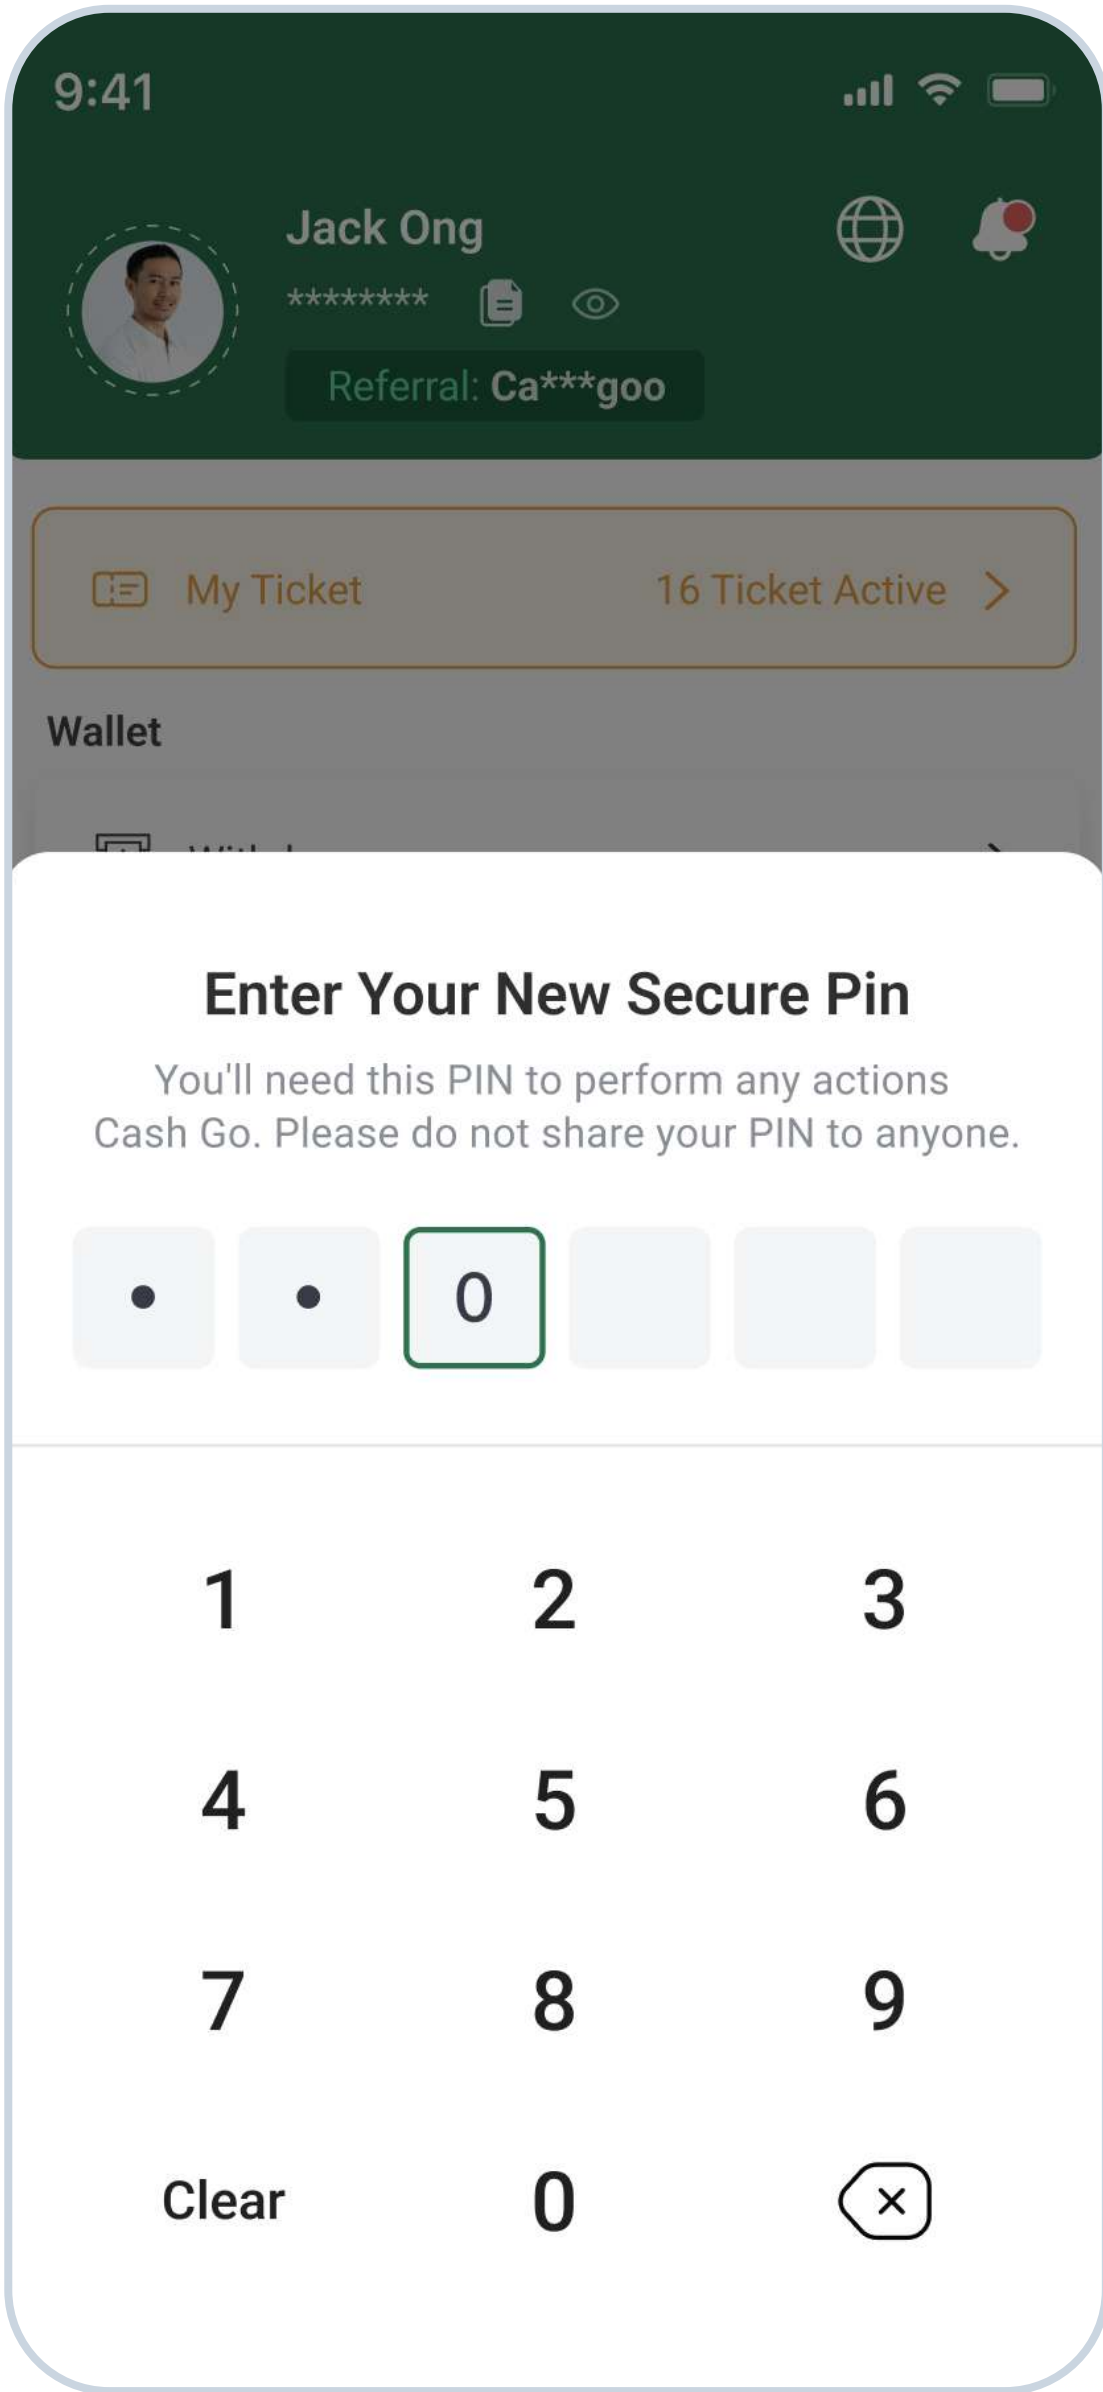 9:41
Jack Ong
********
Referral: Ca***goo
My Ticket 16 Ticket Active
Wallet
Enter Your New Secure Pin
You'll need this PIN to perform any actions
Cash Go. Please do not share your PIN to anyone.
0
1 2 3
4 5 6
7 8 9
Clear 0